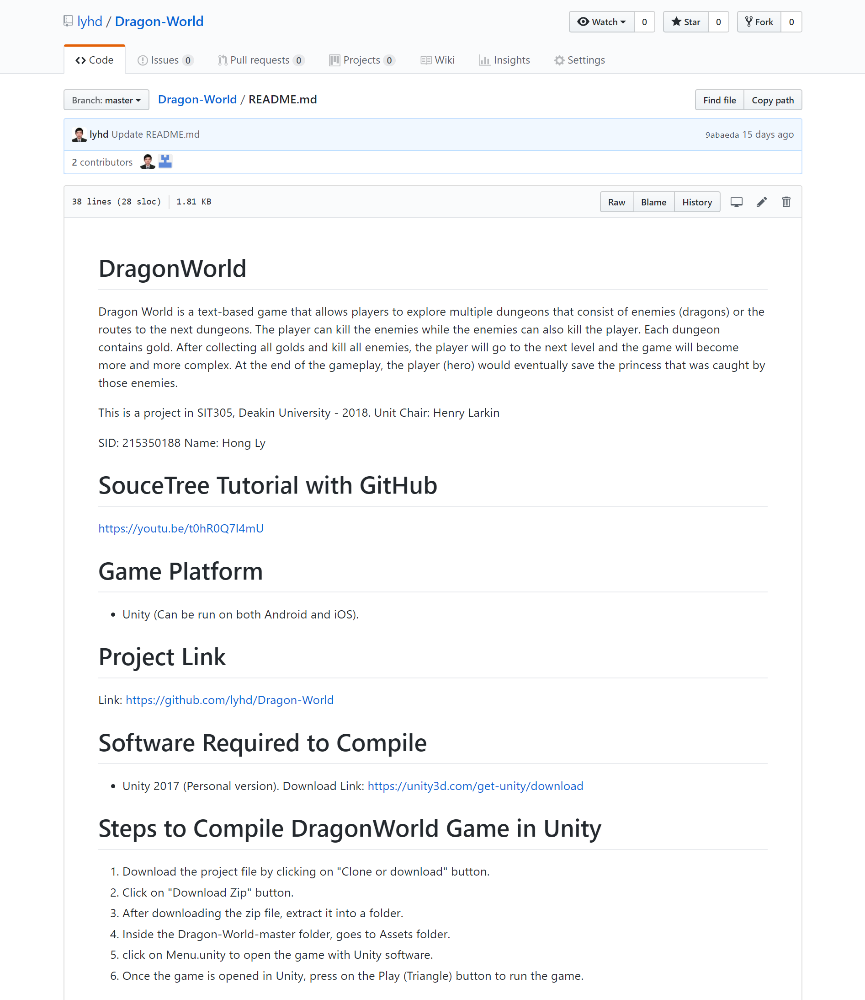 lyhd / Dragon-World
Watch 0 Star 0 Fork 0
Code Issues 0 Pull requests 0 Projects 0 Wiki Insights Settings
Branch: master Dragon-World / README.md Find file Copy path
lyhd Update README.md 9abaeda 15 days ago
2 contributors
38 lines (28 sloc) 1.81 KB Raw Blame History
DragonWorld
Dragon World is a text-based game that allows players to explore multiple dungeons that consist of enemies (dragons) or the
routes to the next dungeons. The player can kill the enemies while the enemies can also kill the player. Each dungeon
contains gold. After collecting all golds and kill all enemies, the player will go to the next level and the game will become
more and more complex. At the end of the gameplay, the player (hero) would eventually save the princess that was caught by
those enemies.
This is a project in SIT305, Deakin University - 2018. Unit Chair: Henry Larkin
SID: 215350188 Name: Hong Ly
SouceTree Tutorial with GitHub
https://youtu.be/t0hR0Q7I4mU
Game Platform
• Unity (Can be run on both Android and iOS).
Project Link
Link: https://github.com/lyhd/Dragon-World
Software Required to Compile
• Unity 2017 (Personal version). Download Link: https://unity3d.com/get-unity/download
Steps to Compile DragonWorld Game in Unity
1. Download the project file by clicking on "Clone or download" button.
2. Click on "Download Zip" button.
3. After downloading the zip file, extract it into a folder.
4. Inside the Dragon-World-master folder, goes to Assets folder.
5. click on Menu.unity to open the game with Unity software.
6. Once the game is opened in Unity, press on the Play (Triangle) button to run the game.